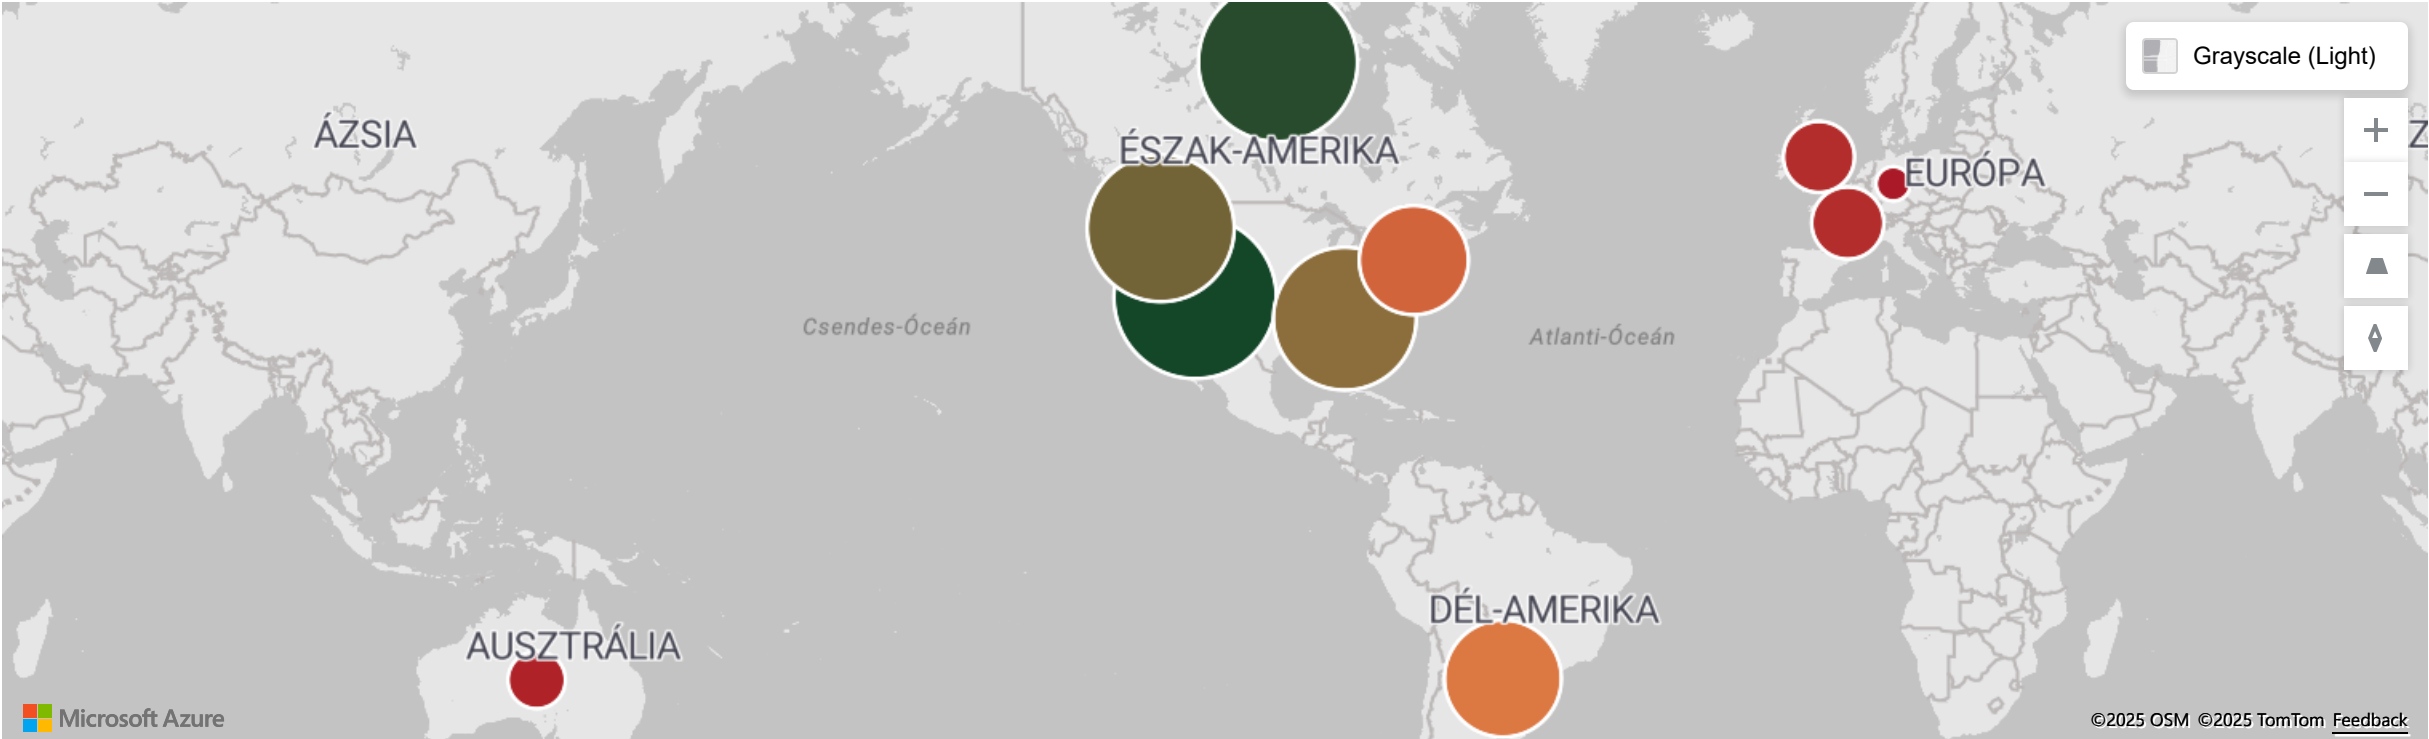 Grayscale (Light)
ÁZSIA
ÉSZAK-AMERIKA
EURÓPA
Z
Csendes-Óceán
Atlanti-Óceán
DÉL-AMERIKA
AUSZTRÁLIA
Microsoft Azure
©2025 OSM ©2025 TomTom Feedback